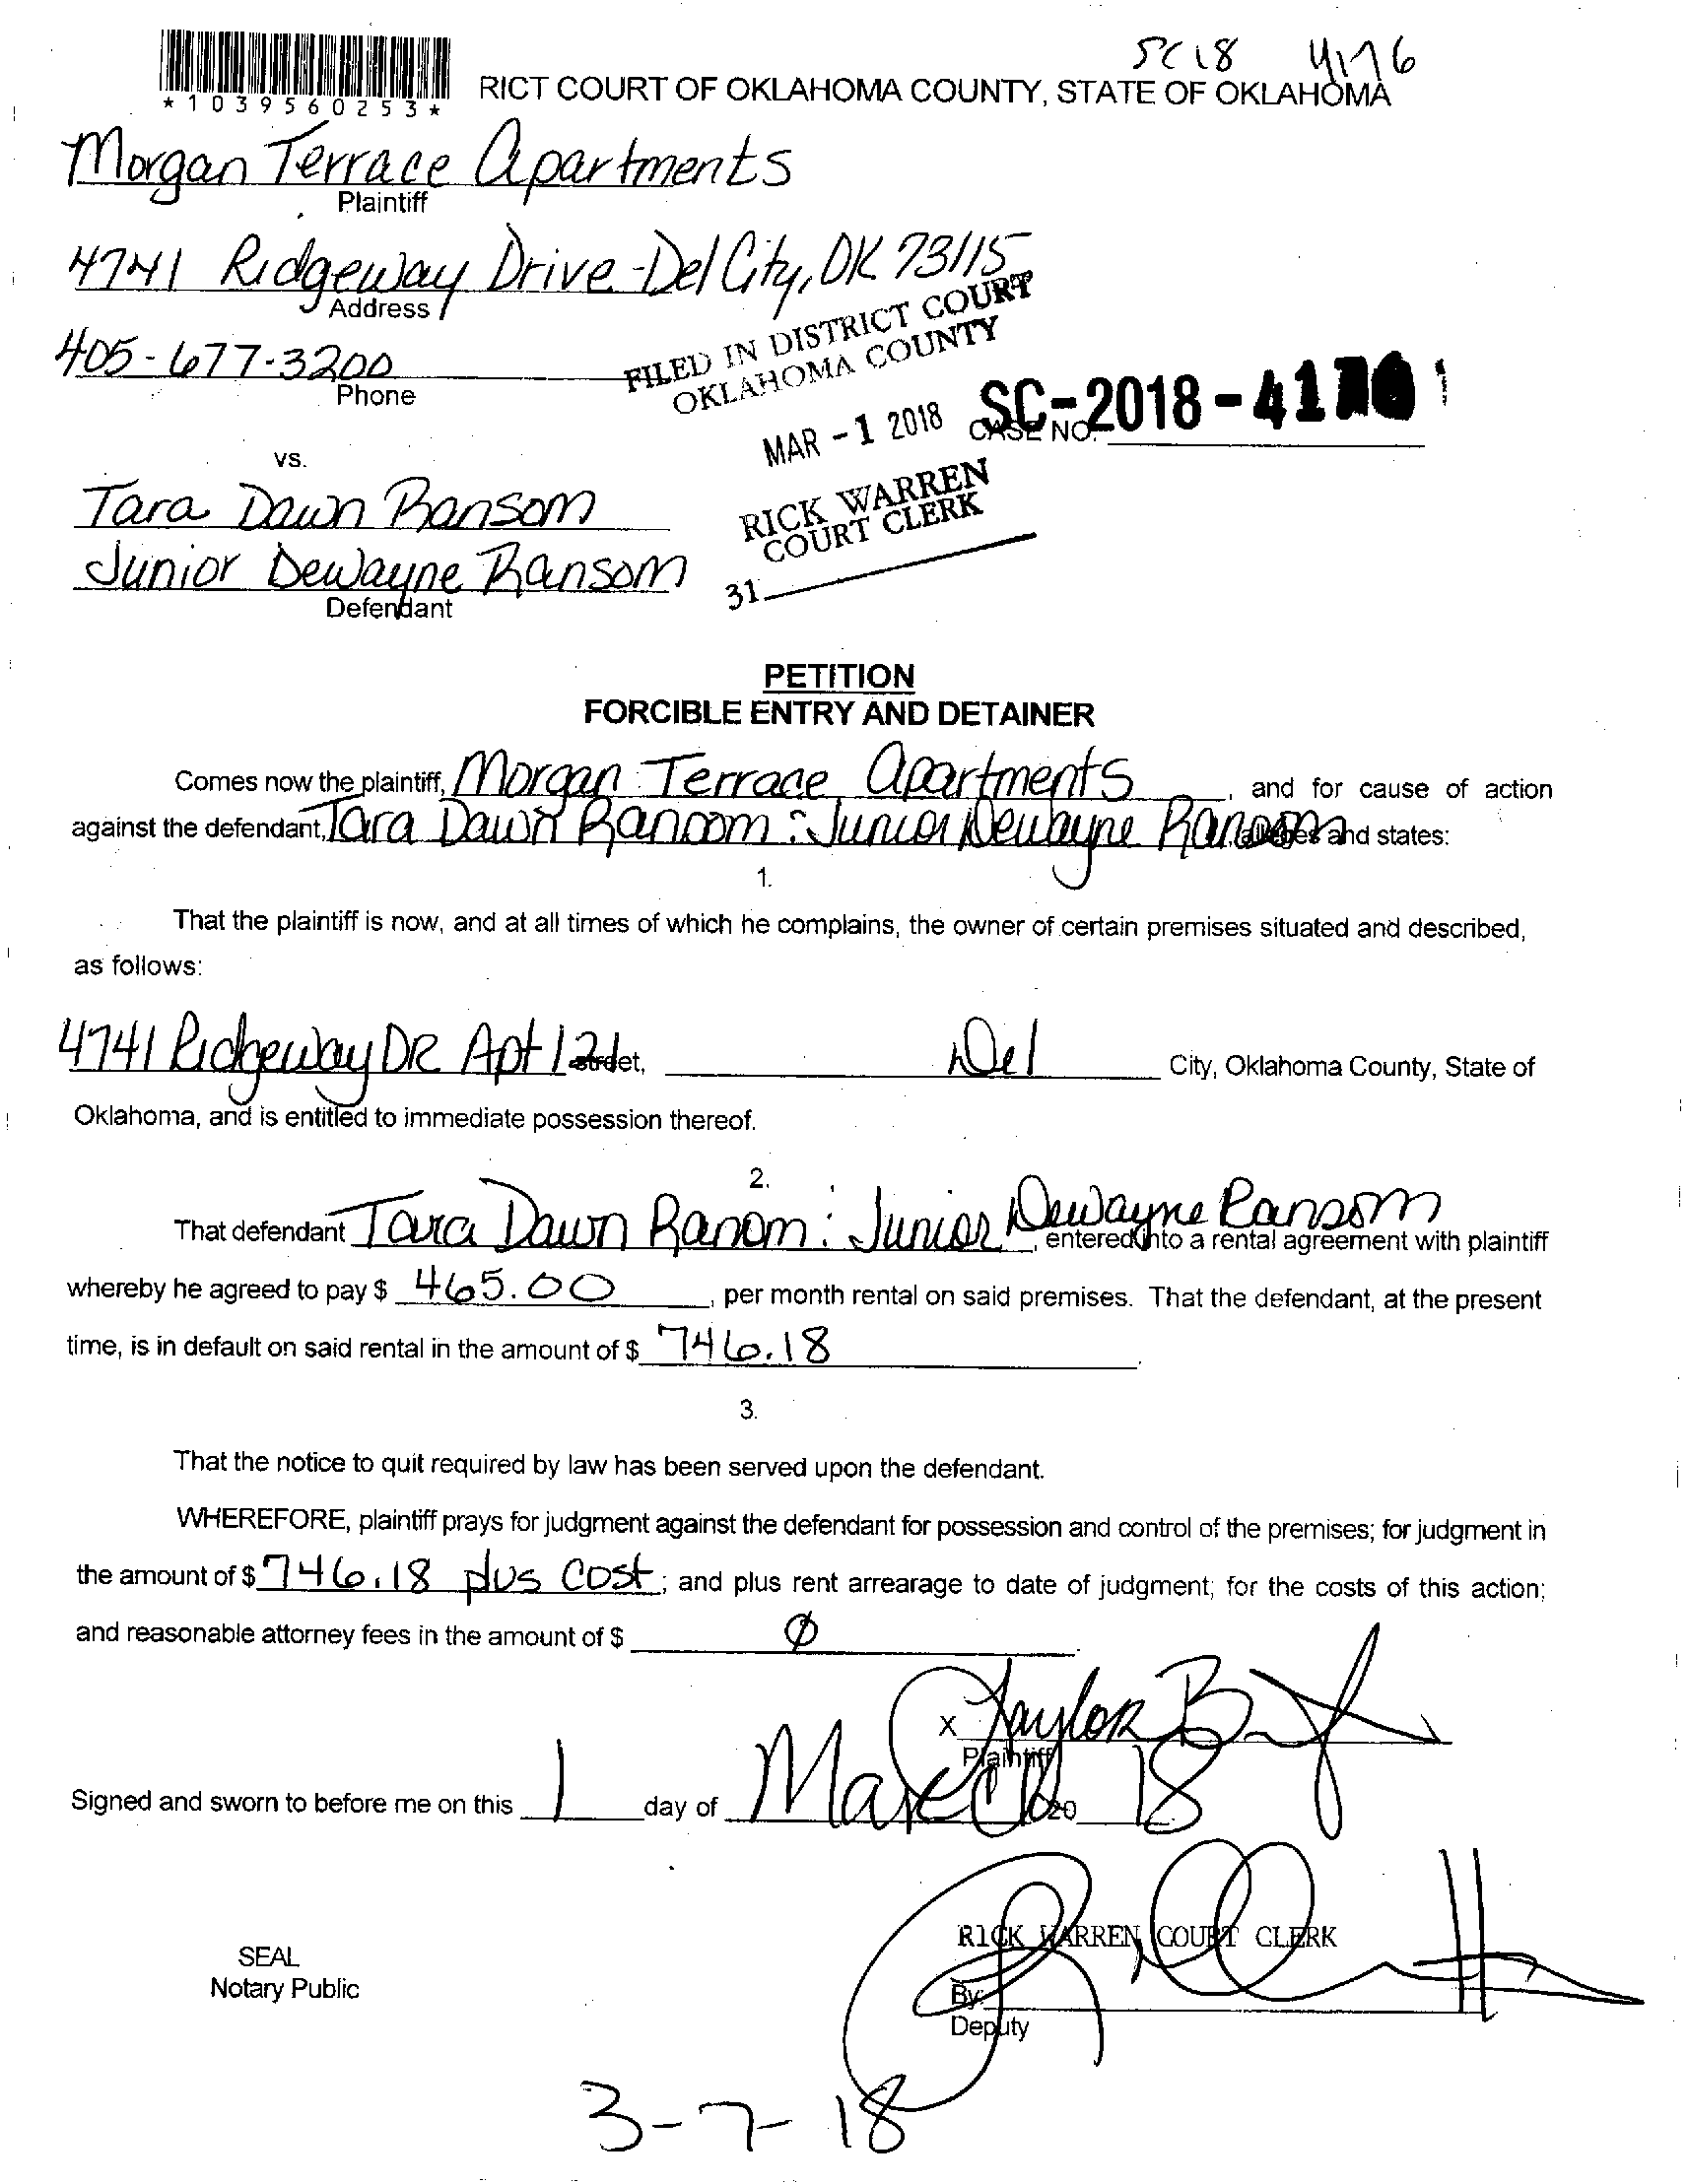 SC 18 4176
*1039560253*
RICT COURT OF OKLAHOMA COUNTY, STATE OF OKLAHOMA
Morgan Terrace Apartments
Plaintiff
4741 Ridgeway Drive-Del City, OK 73115
Address
405-677-3200
Phone
FILED IN DISTRICT COURT
OKLAHOMA COUNTY
MAR -1 2018
SC-2018-41
CASE NO.
RICK WARREN
COURT CLERK
31
vs.
Tara Dawn Ransom
Junior Dewayne Ransom
Defendant
PETITION
FORCIBLE ENTRY AND DETAINER
Comes now the plaintiff, Morgan Terrace Apartments, and for cause of action
against the defendant, Tara Dawn Ransom : Junior Dewayne Ransom, alleges and states:
1.
That the plaintiff is now, and at all times of which he complains, the owner of certain premises situated and described,
as follows:
4741 Ridgeway DR Apt 121 street, Del City, Oklahoma County, State of
Oklahoma, and is entitled to immediate possession thereof.
2.
That defendant Tara Dawn Ranom : Junior Dewayne Ransom, entered into a rental agreement with plaintiff
whereby he agreed to pay $ 465.00, per month rental on said premises. That the defendant, at the present
time, is in default on said rental in the amount of $ 746.18.
3.
That the notice to quit required by law has been served upon the defendant.
WHEREFORE, plaintiff prays for judgment against the defendant for possession and control of the premises; for judgment in
the amount of $ 746.18 plus cost; and plus rent arrearage to date of judgment; for the costs of this action;
and reasonable attorney fees in the amount of $ Ø.
X Taylor
Plaintiff
Signed and sworn to before me on this 1 day of March, 20 18.
RICK WARREN COURT CLERK
SEAL
Notary Public
By:
Deputy
3-7-18